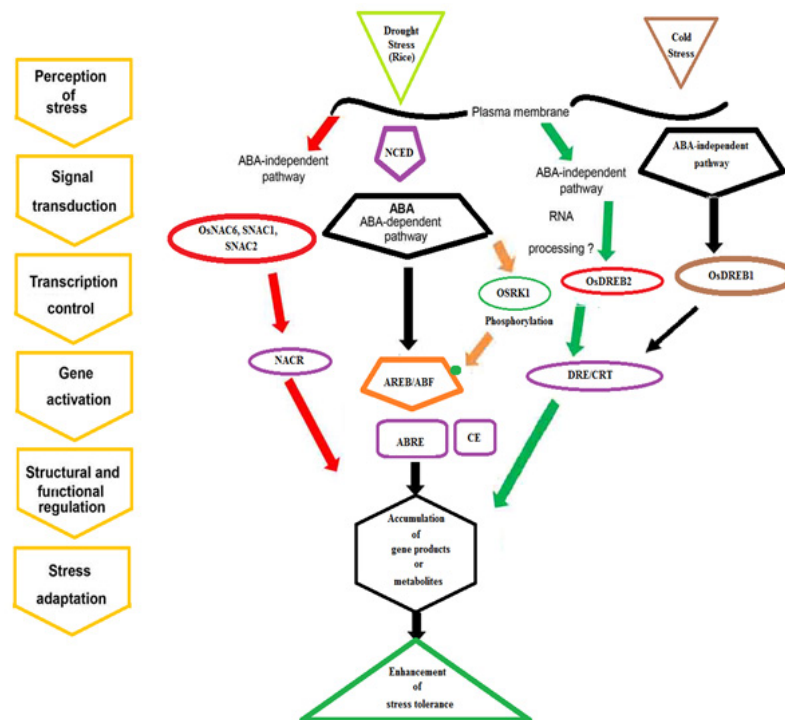 Perception
of
stress
Signal
transduction
Transcription
control
Gene
activation
Structural and
functional
regulation
Stress
adaptation
Drought
Stress
(Rice)
Cold
Stress
Plasma membrane
ABA-independent
pathway
NCED
ABA-independent
pathway
ABA-independent
pathway
ABA
ABA-dependent
pathway
RNA
processing ?
OsNAC6, SNAC1,
SNAC2
OSRK1
OsDREB2
OsDREB1
Phosphorylation
NACR
AREB/ABF
DRE/CRT
ABRE
CE
Accumulation
of
gene products
or
metabolites
Enhancement
of
stress tolerance